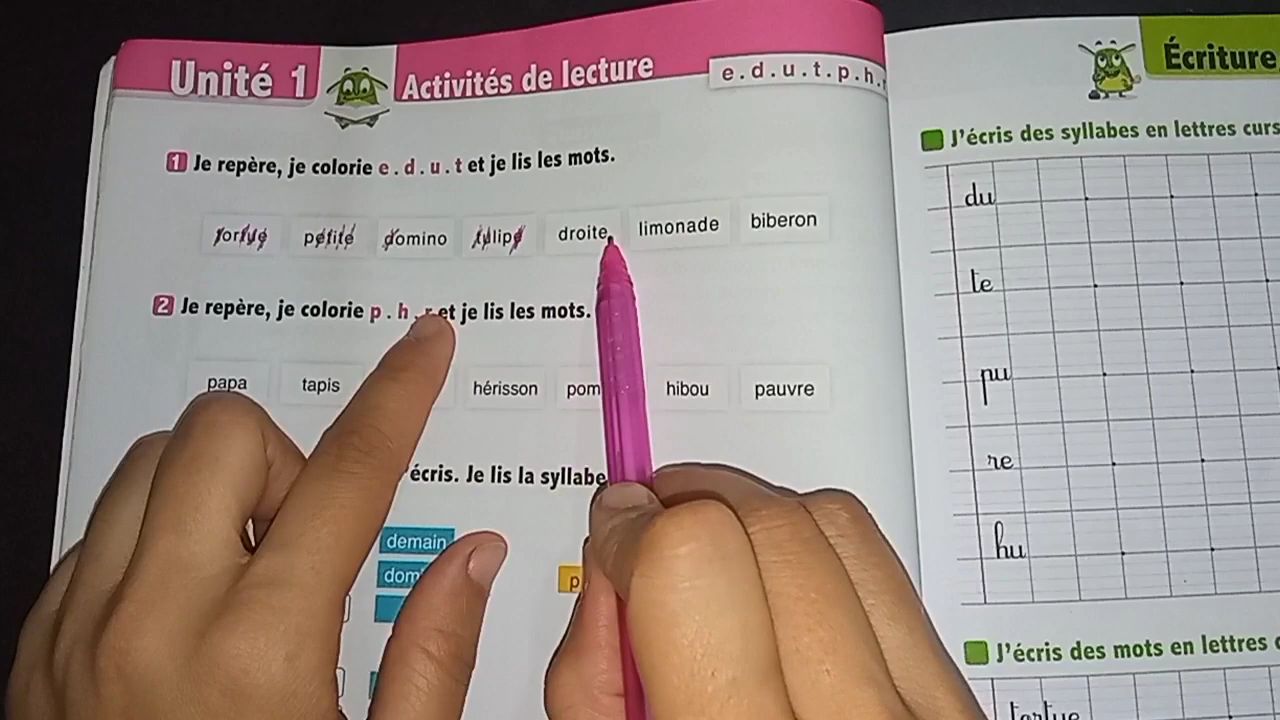 Unité 1
Activités de lecture
e.d.u.t.p.h.
1 Je repère, je colorie e.d.u.t et je lis les mots.
tortue petite domino tulipe droite limonade biberon
2 Je repère, je colorie p.h.r et je lis les mots.
papa tapis hérisson pom hibou pauvre
'écris. Je lis la syllabe
demain
dom
p
Écriture
J'écris des syllabes en lettres curs
du
te
pu
re
hu
J'écris des mots en lettres c
tortue